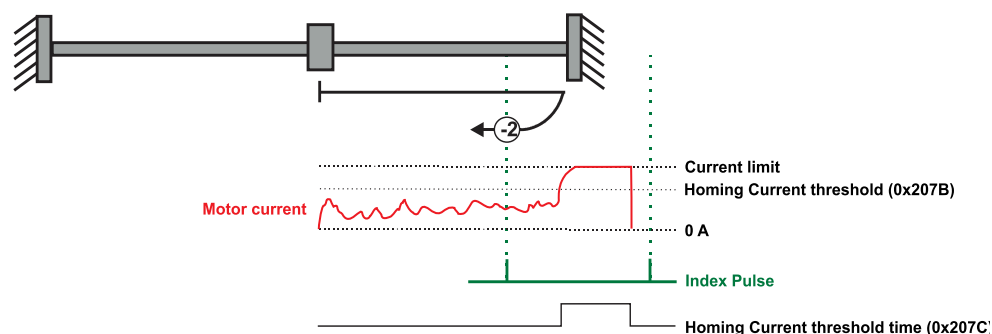 -2
Current limit
Homing Current threshold (0x207B)
Motor current
0 A
Index Pulse
Homing Current threshold time (0x207C)